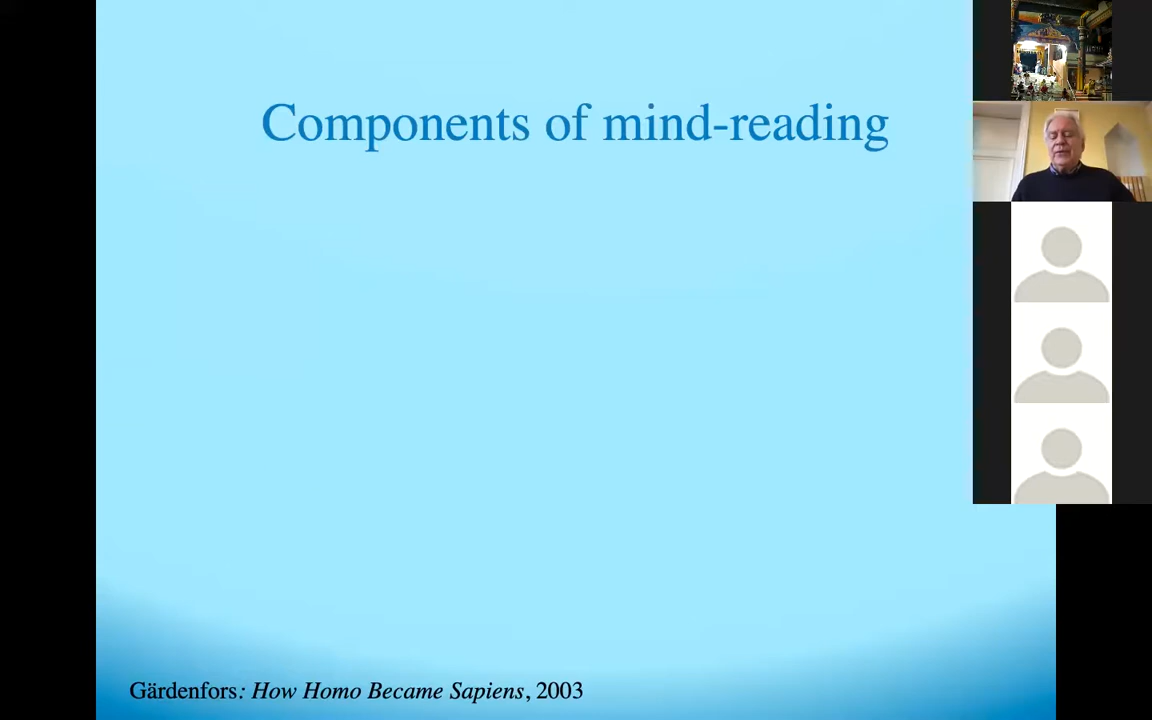 Components of mind-reading
Gärdenfors: How Homo Became Sapiens, 2003